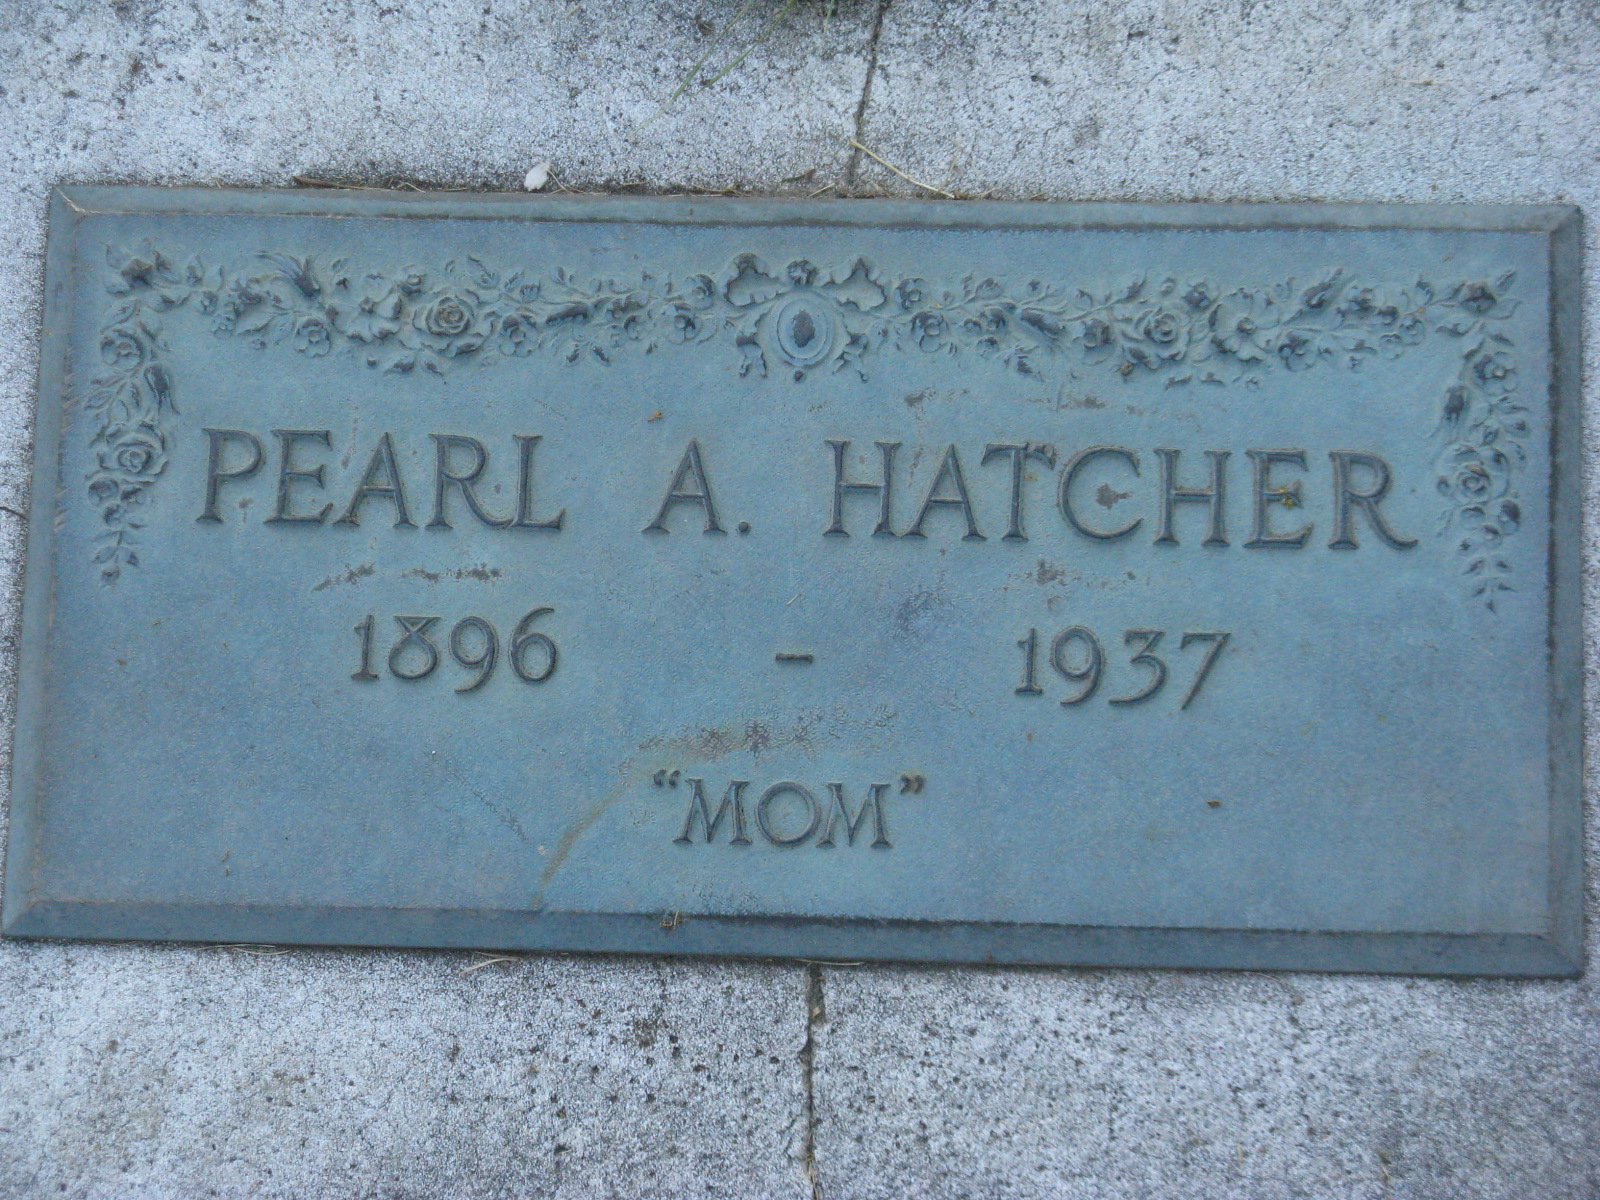 PEARL A. HATCHER
1896 - 1937
“MOM”